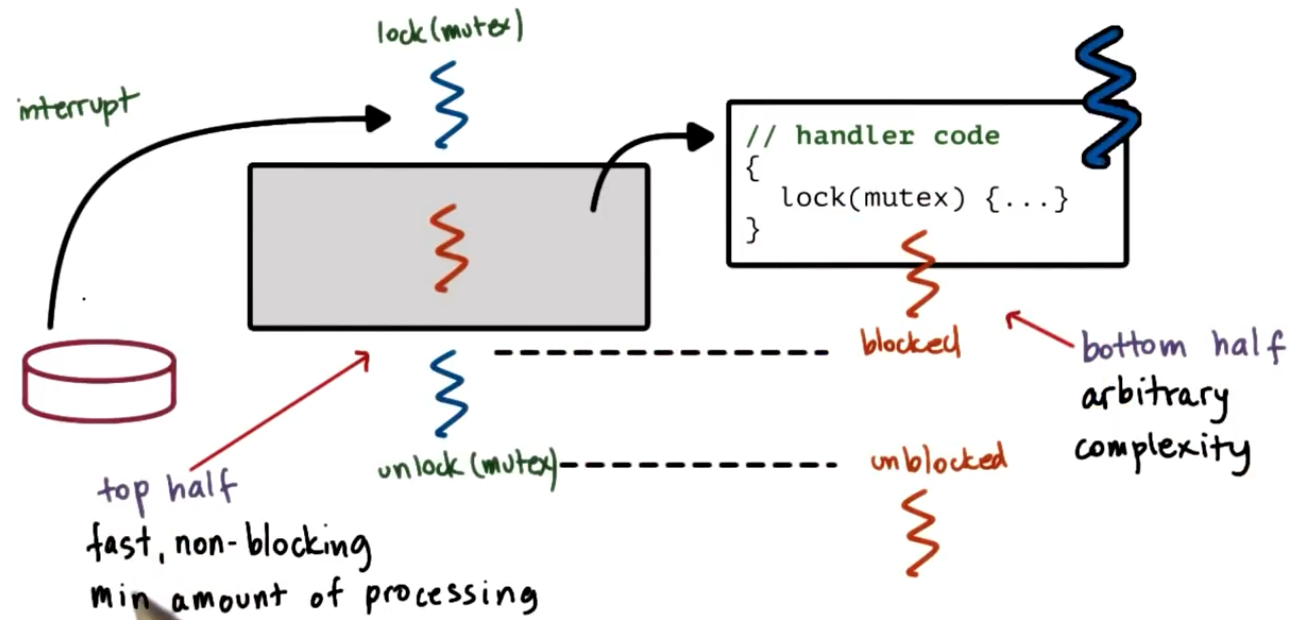 lock(mutex)
interrupt
// handler code
{
lock(mutex) {...}
}
blocked
bottom half
arbitrary
complexity
unlock(mutex)
unblocked
top half
fast, non-blocking
min amount of processing